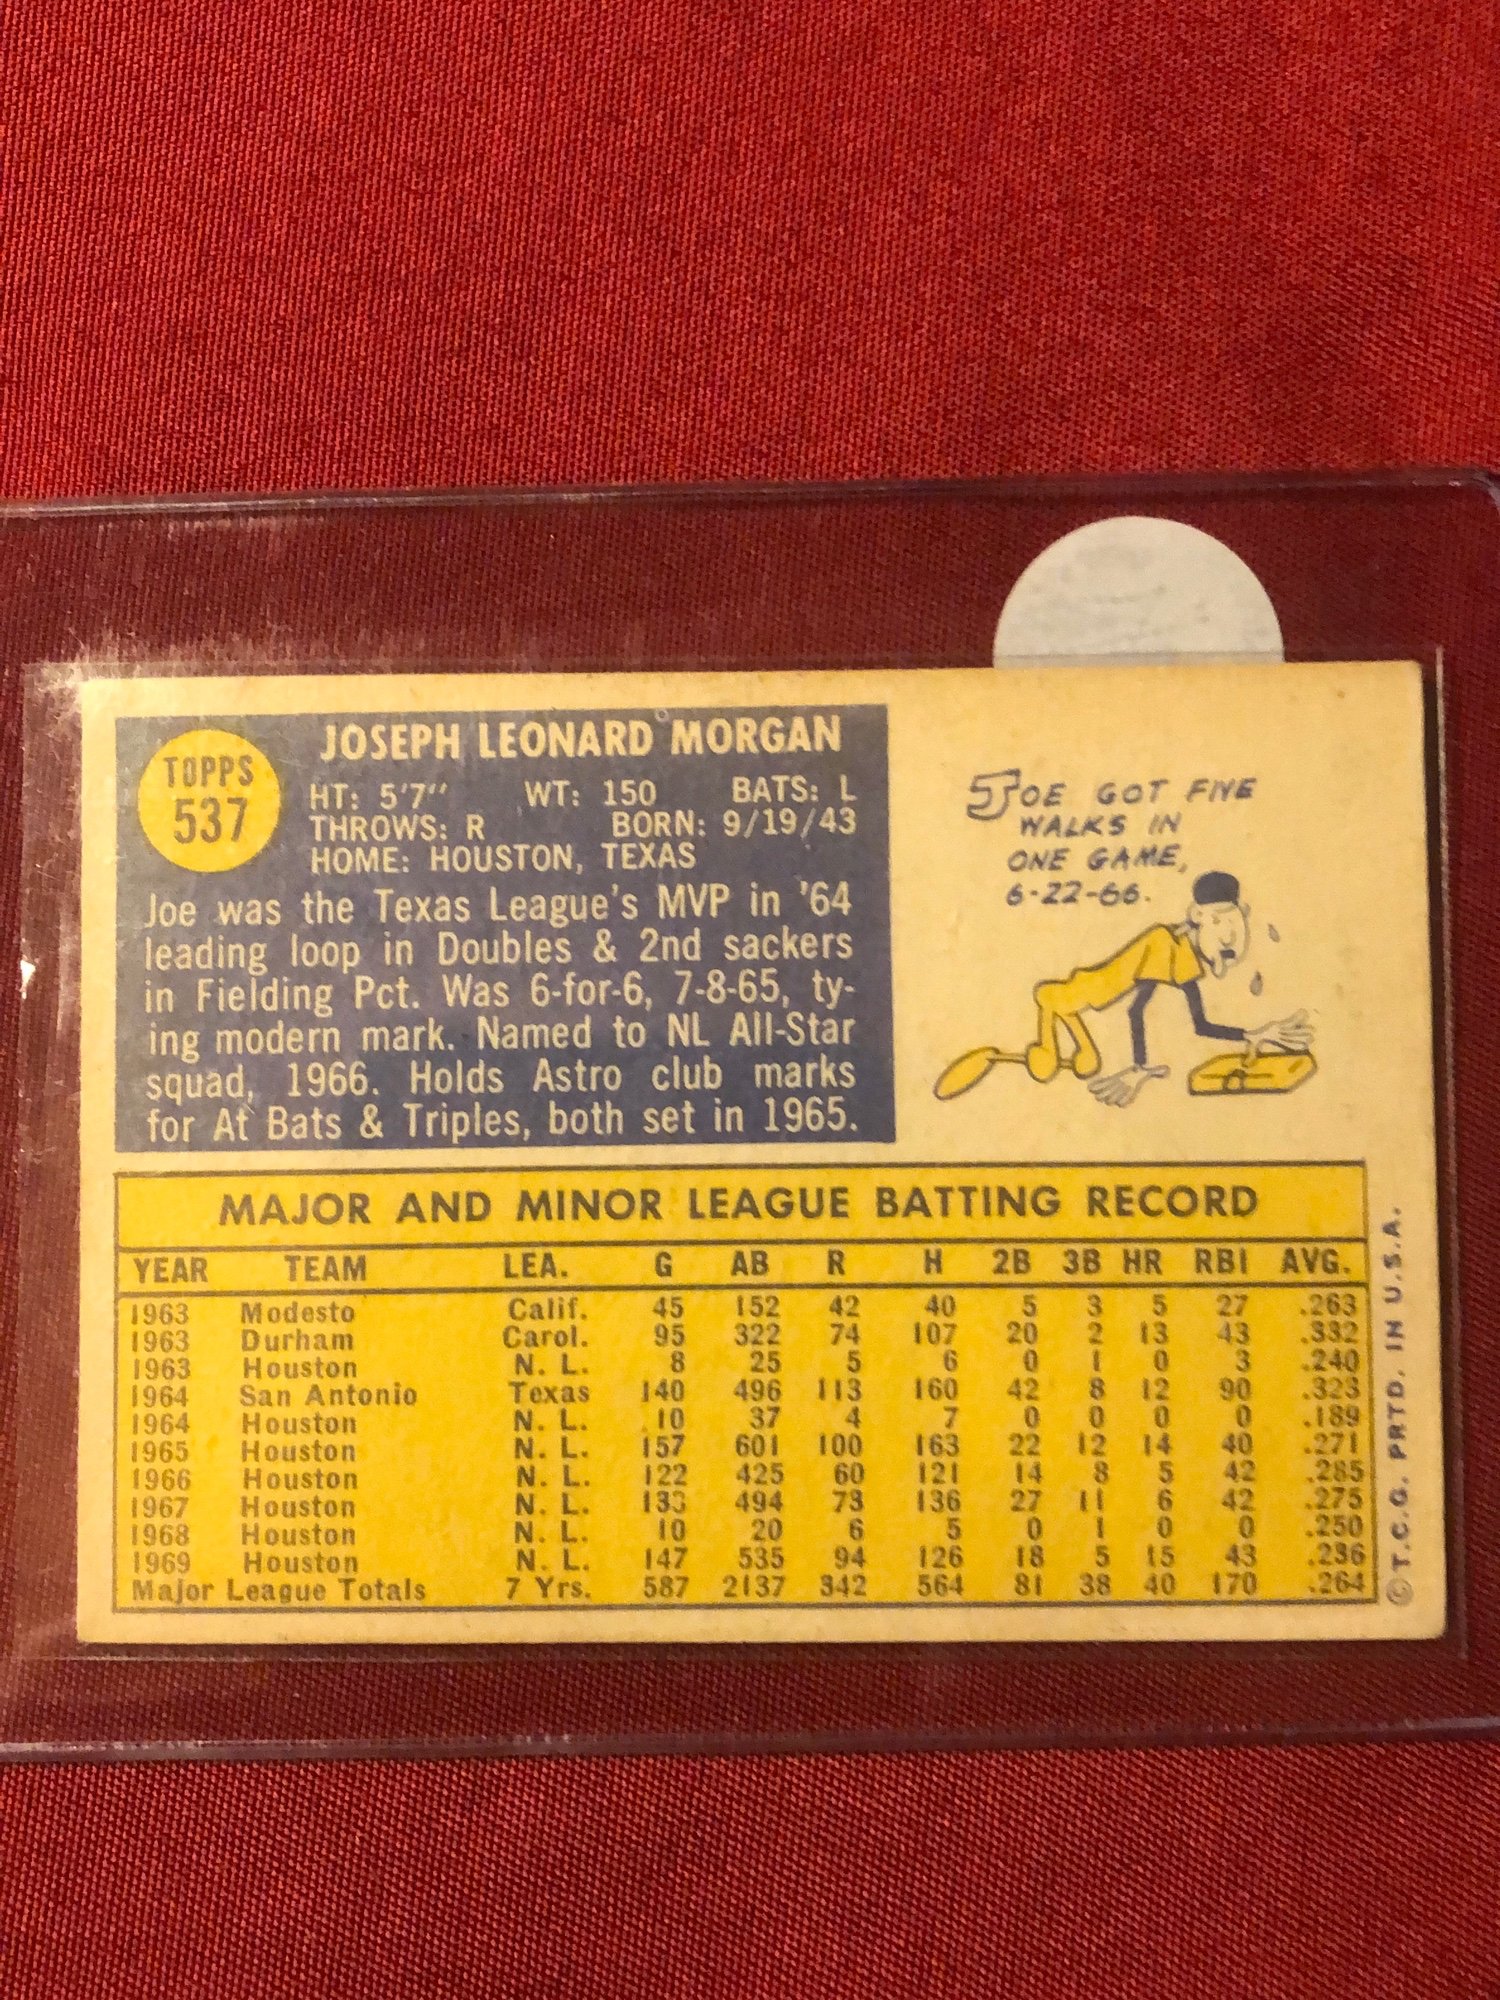 TOPPS
537
JOSEPH LEONARD MORGAN
HT: 5'7" WT: 150 BATS: L
THROWS: R BORN: 9/19/43
HOME: HOUSTON, TEXAS
Joe was the Texas League's MVP in '64
leading loop in Doubles & 2nd sackers
in Fielding Pct. Was 6-for-6, 7-8-65, ty-
ing modern mark. Named to NL All-Star
squad, 1966. Holds Astro club marks
for At Bats & Triples, both set in 1965.
JOE GOT FIVE
WALKS IN
ONE GAME,
6-22-66.
MAJOR AND MINOR LEAGUE BATTING RECORD
YEAR TEAM LEA. G AB R H 2B 3B HR RBI AVG.
1963 Modesto Calif. 45 152 42 40 5 3 5 27 .263
1963 Durham Carol. 95 322 74 107 20 2 13 43 .332
1963 Houston N. L. 8 25 5 6 0 1 0 3 .240
1964 San Antonio Texas 140 496 113 160 42 8 12 90 .323
1964 Houston N. L. 10 37 4 7 0 0 0 0 .189
1965 Houston N. L. 157 601 100 163 22 12 14 40 .271
1966 Houston N. L. 122 425 60 121 14 8 5 42 .285
1967 Houston N. L. 133 494 73 136 27 11 6 42 .275
1968 Houston N. L. 10 20 6 5 0 1 0 0 .250
1969 Houston N. L. 147 535 94 126 18 5 15 43 .236
Major League Totals 7 Yrs. 587 2137 342 564 81 38 40 170 .264
© T.C.G. PRTD. IN U.S.A.